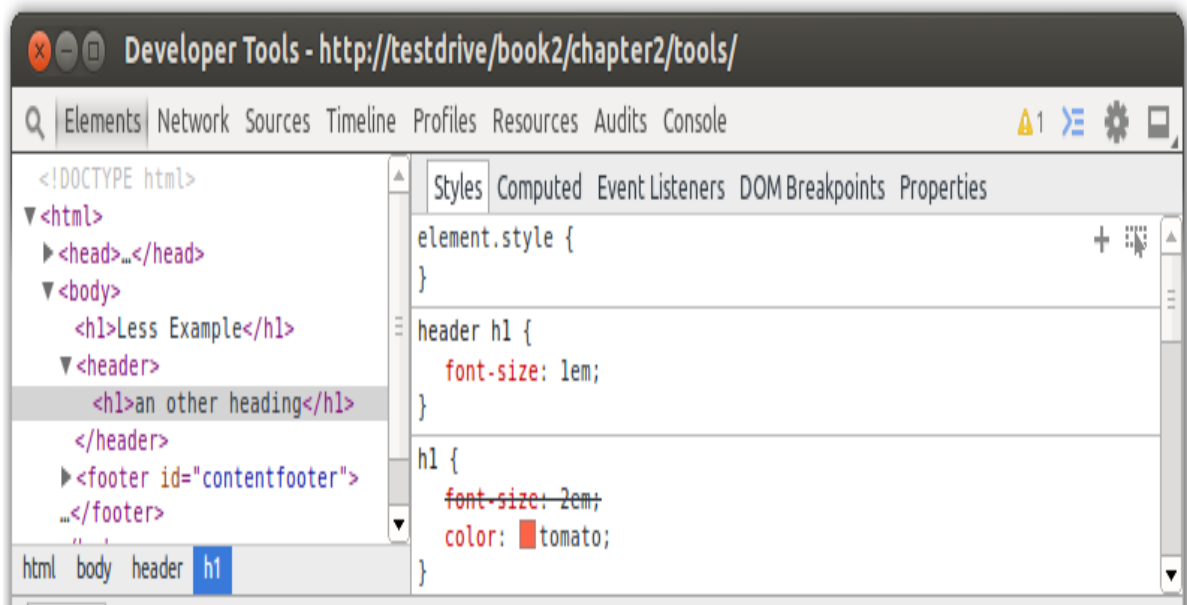 Developer Tools - http://testdrive/book2/chapter2/tools/
Elements Network Sources Timeline Profiles Resources Audits Console 1
<!DOCTYPE html>
▼<html>
▶<head>…</head>
▼<body>
<h1>Less Example</h1>
▼<header>
<h1>an other heading</h1>
</header>
▶<footer id="contentfooter">
…</footer>
html body header h1
Styles Computed Event Listeners DOM Breakpoints Properties
element.style {
}
header h1 {
font-size: 1em;
}
h1 {
font-size: 2em;
color: tomato;
}